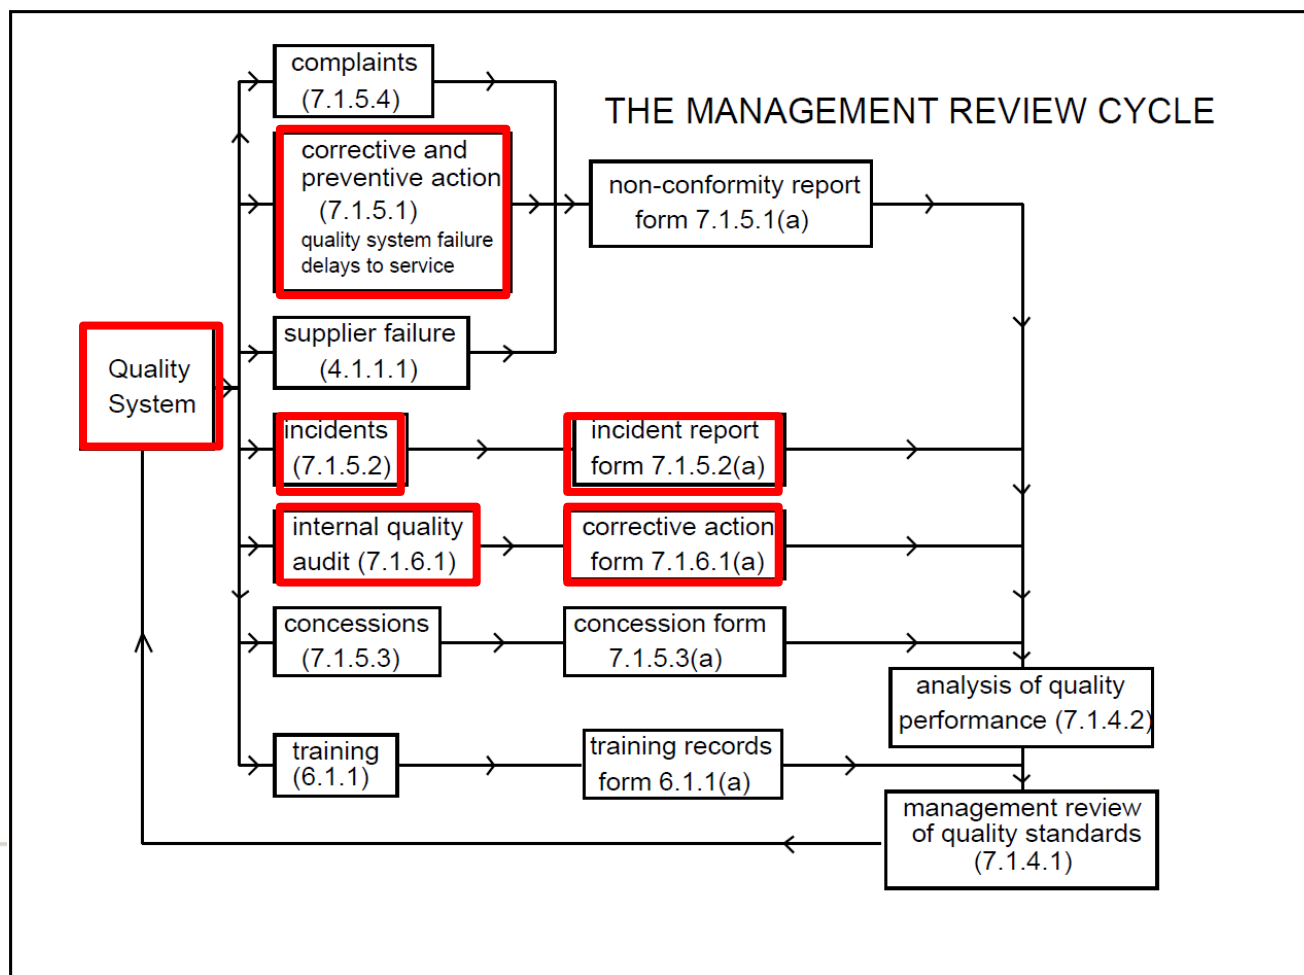 THE MANAGEMENT REVIEW CYCLE
complaints
(7.1.5.4)
corrective and
preventive action
(7.1.5.1)
quality system failure
delays to service
non-conformity report
form 7.1.5.1(a)
supplier failure
(4.1.1.1)
Quality
System
incidents
(7.1.5.2)
incident report
form 7.1.5.2(a)
internal quality
audit (7.1.6.1)
corrective action
form 7.1.6.1(a)
concessions
(7.1.5.3)
concession form
7.1.5.3(a)
analysis of quality
performance (7.1.4.2)
training
(6.1.1)
training records
form 6.1.1(a)
management review
of quality standards
(7.1.4.1)